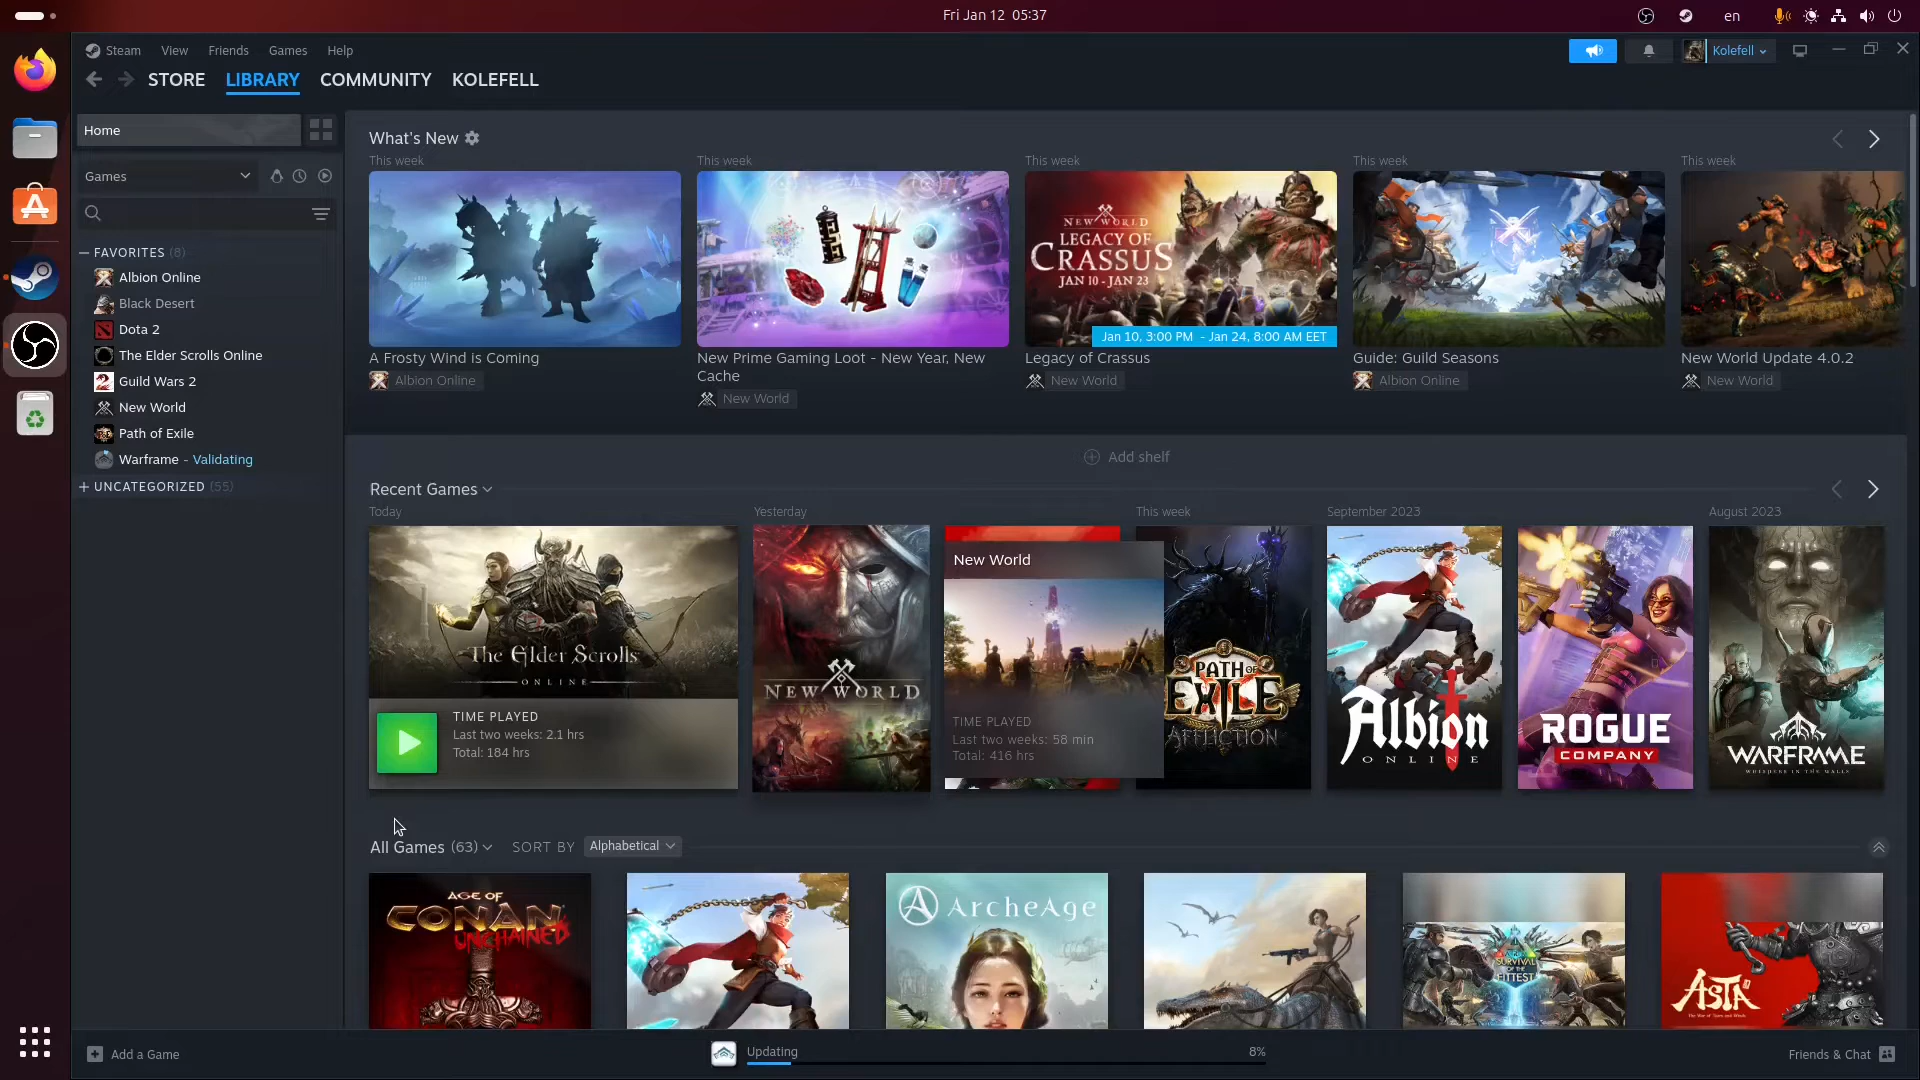 Fri Jan 12 05:37
en
Steam View Friends Games Help
Kolefell
STORE LIBRARY COMMUNITY KOLEFELL
Home
Games
FAVORITES (8)
Albion Online
Black Desert
Dota 2
The Elder Scrolls Online
Guild Wars 2
New World
Path of Exile
Warframe - Validating
UNCATEGORIZED (55)
What's New
This week
This week
This week
This week
This week
NEW WORLD
LEGACY OF
CRASSUS
JAN 10 - JAN 23
Jan 10, 3:00 PM - Jan 24, 8:00 AM EET
A Frosty Wind is Coming
Albion Online
New Prime Gaming Loot - New Year, New
Cache
New World
Legacy of Crassus
New World
Guide: Guild Seasons
Albion Online
New World Update 4.0.2
New World
Add shelf
Recent Games
Today
Yesterday
This week
September 2023
August 2023
The Elder Scrolls
ONLINE
TIME PLAYED
Last two weeks: 2.1 hrs
Total: 184 hrs
NEW WORLD
New World
TIME PLAYED
Last two weeks: 58 min
Total: 416 hrs
PATH OF
EXILE
AFFLICTION
Albion
ONLINE
ROGUE
COMPANY
WARFRAME
WHISPERS IN THE WALLS
All Games (63) SORT BY Alphabetical
AGE OF
CONAN
UNCHAINED
ArcheAge
SURVIVAL
OF THE
FITTEST
ASTA
Add a Game
Updating 8%
Friends & Chat